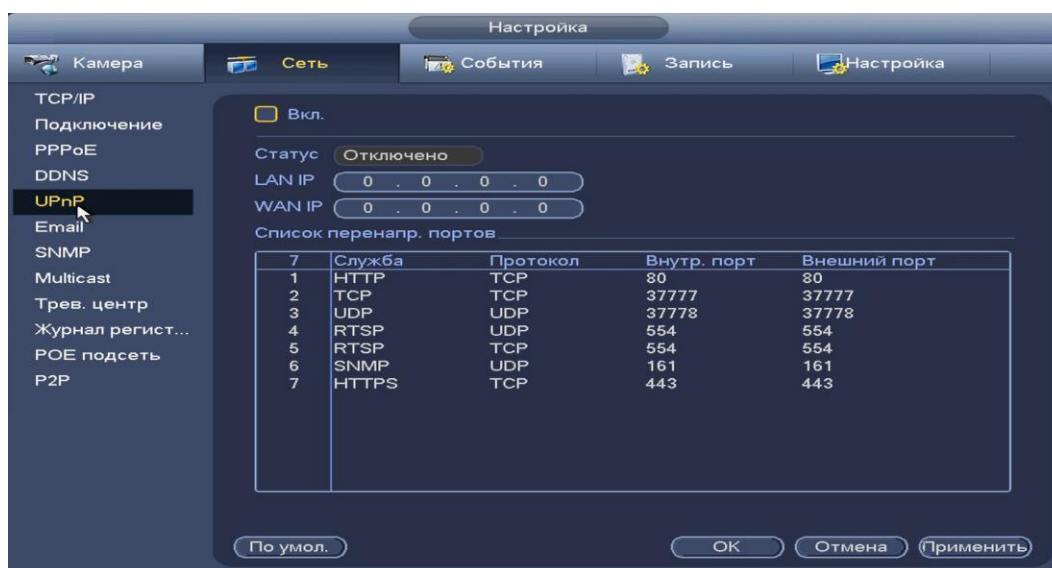 Настройка
Камера Сеть События Запись Настройка
TCP/IP
Подключение
PPPoE
DDNS
UPnP
Email
SNMP
Multicast
Трев. центр
Журнал регист...
POE подсеть
P2P
Вкл.
Статус Отключено
LAN IP 0 . 0 . 0 . 0
WAN IP 0 . 0 . 0 . 0
Список перенапр. портов
7 Служба Протокол Внутр. порт Внешний порт
1 HTTP TCP 80 80
2 TCP TCP 37777 37777
3 UDP UDP 37778 37778
4 RTSP UDP 554 554
5 RTSP TCP 554 554
6 SNMP UDP 161 161
7 HTTPS TCP 443 443
По умол. OK Отмена Применить